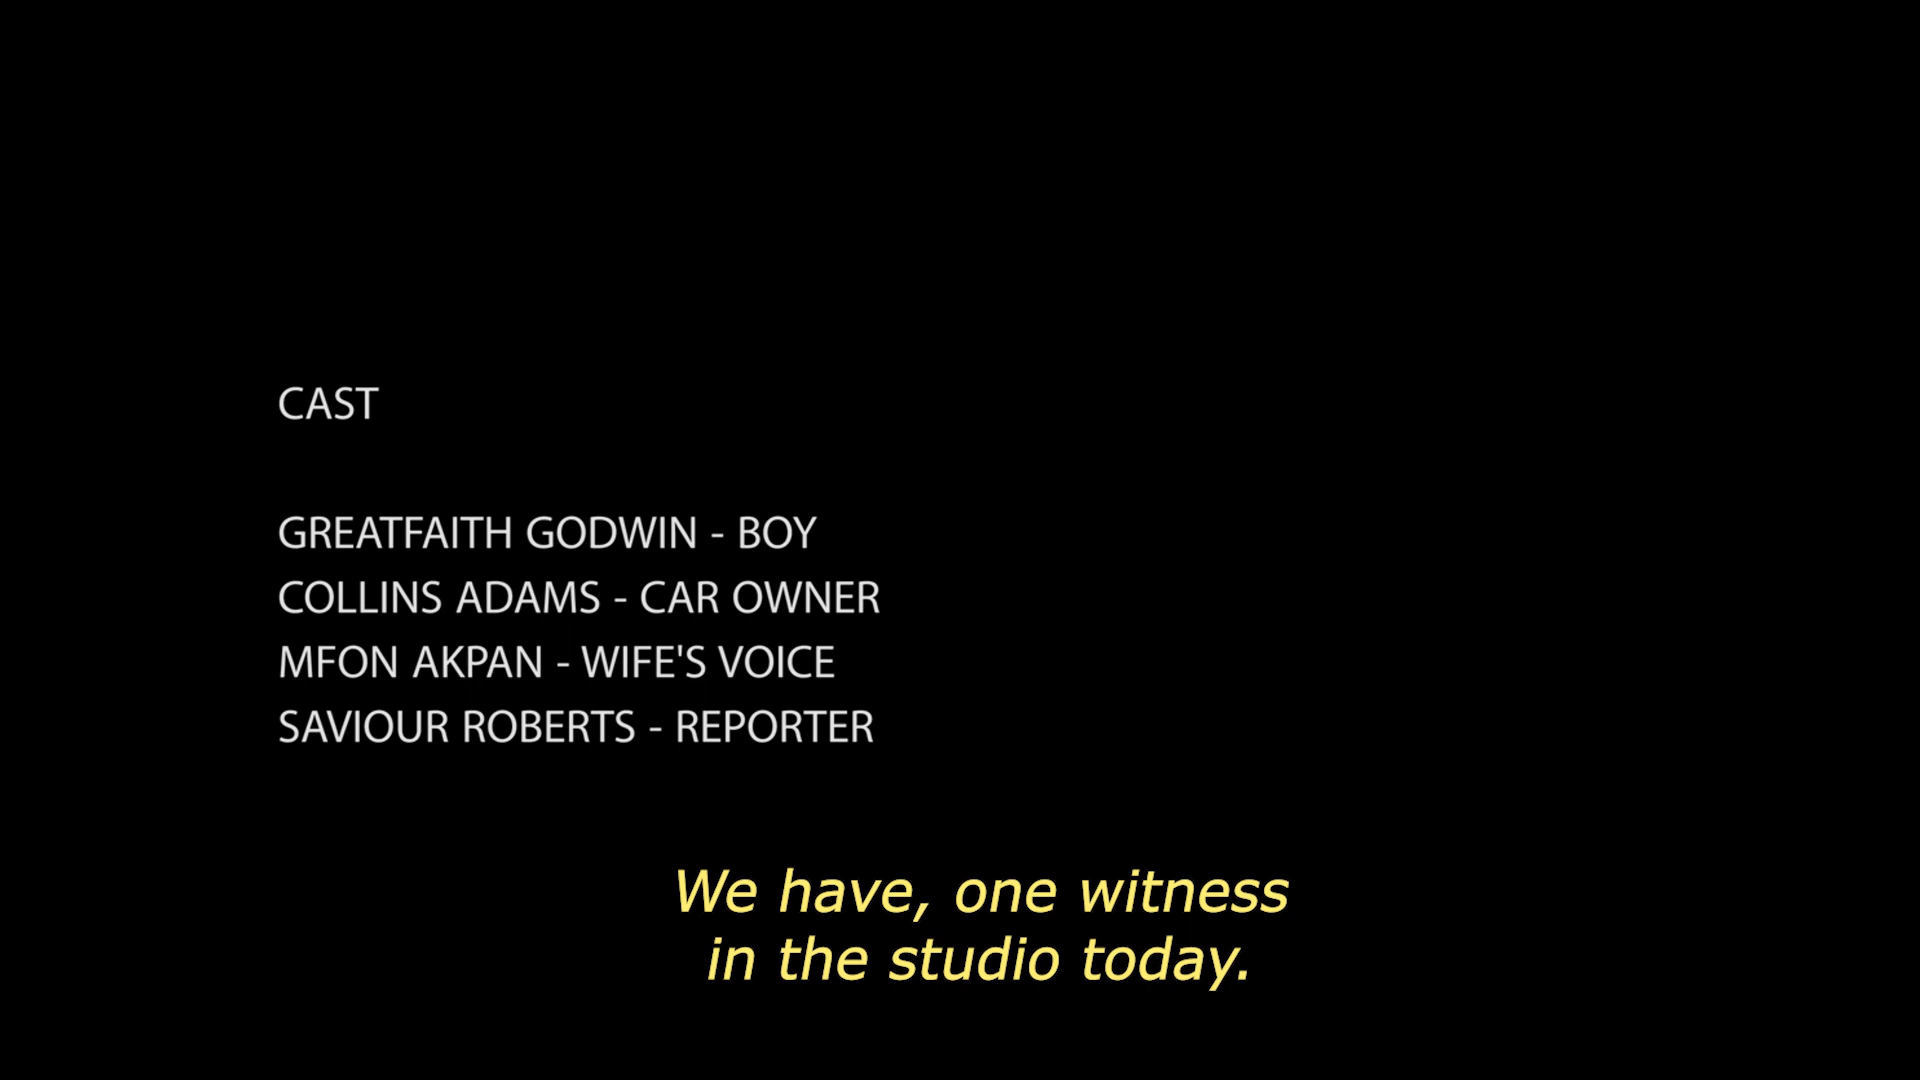 CAST
GREATFAITH GODWIN - BOY
COLLINS ADAMS - CAR OWNER
MFON AKPAN - WIFE'S VOICE
SAVIOUR ROBERTS - REPORTER
We have, one witness
in the studio today.